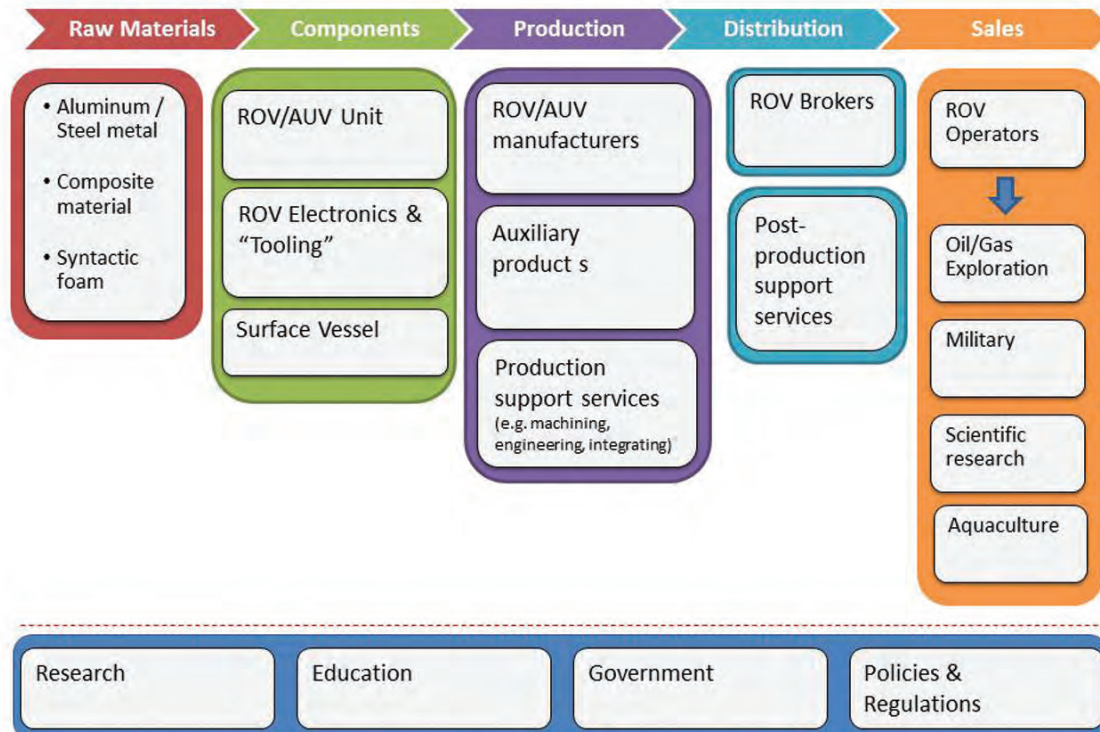 Raw Materials
Components
Production
Distribution
Sales
• Aluminum /
Steel metal
• Composite
material
• Syntactic
foam
ROV/AUV Unit
ROV Electronics &
“Tooling”
Surface Vessel
ROV/AUV
manufacturers
Auxiliary
product s
Production
support services
(e.g. machining,
engineering, integrating)
ROV Brokers
Post-
production
support
services
ROV
Operators
Oil/Gas
Exploration
Military
Scientific
research
Aquaculture
Research
Education
Government
Policies &
Regulations